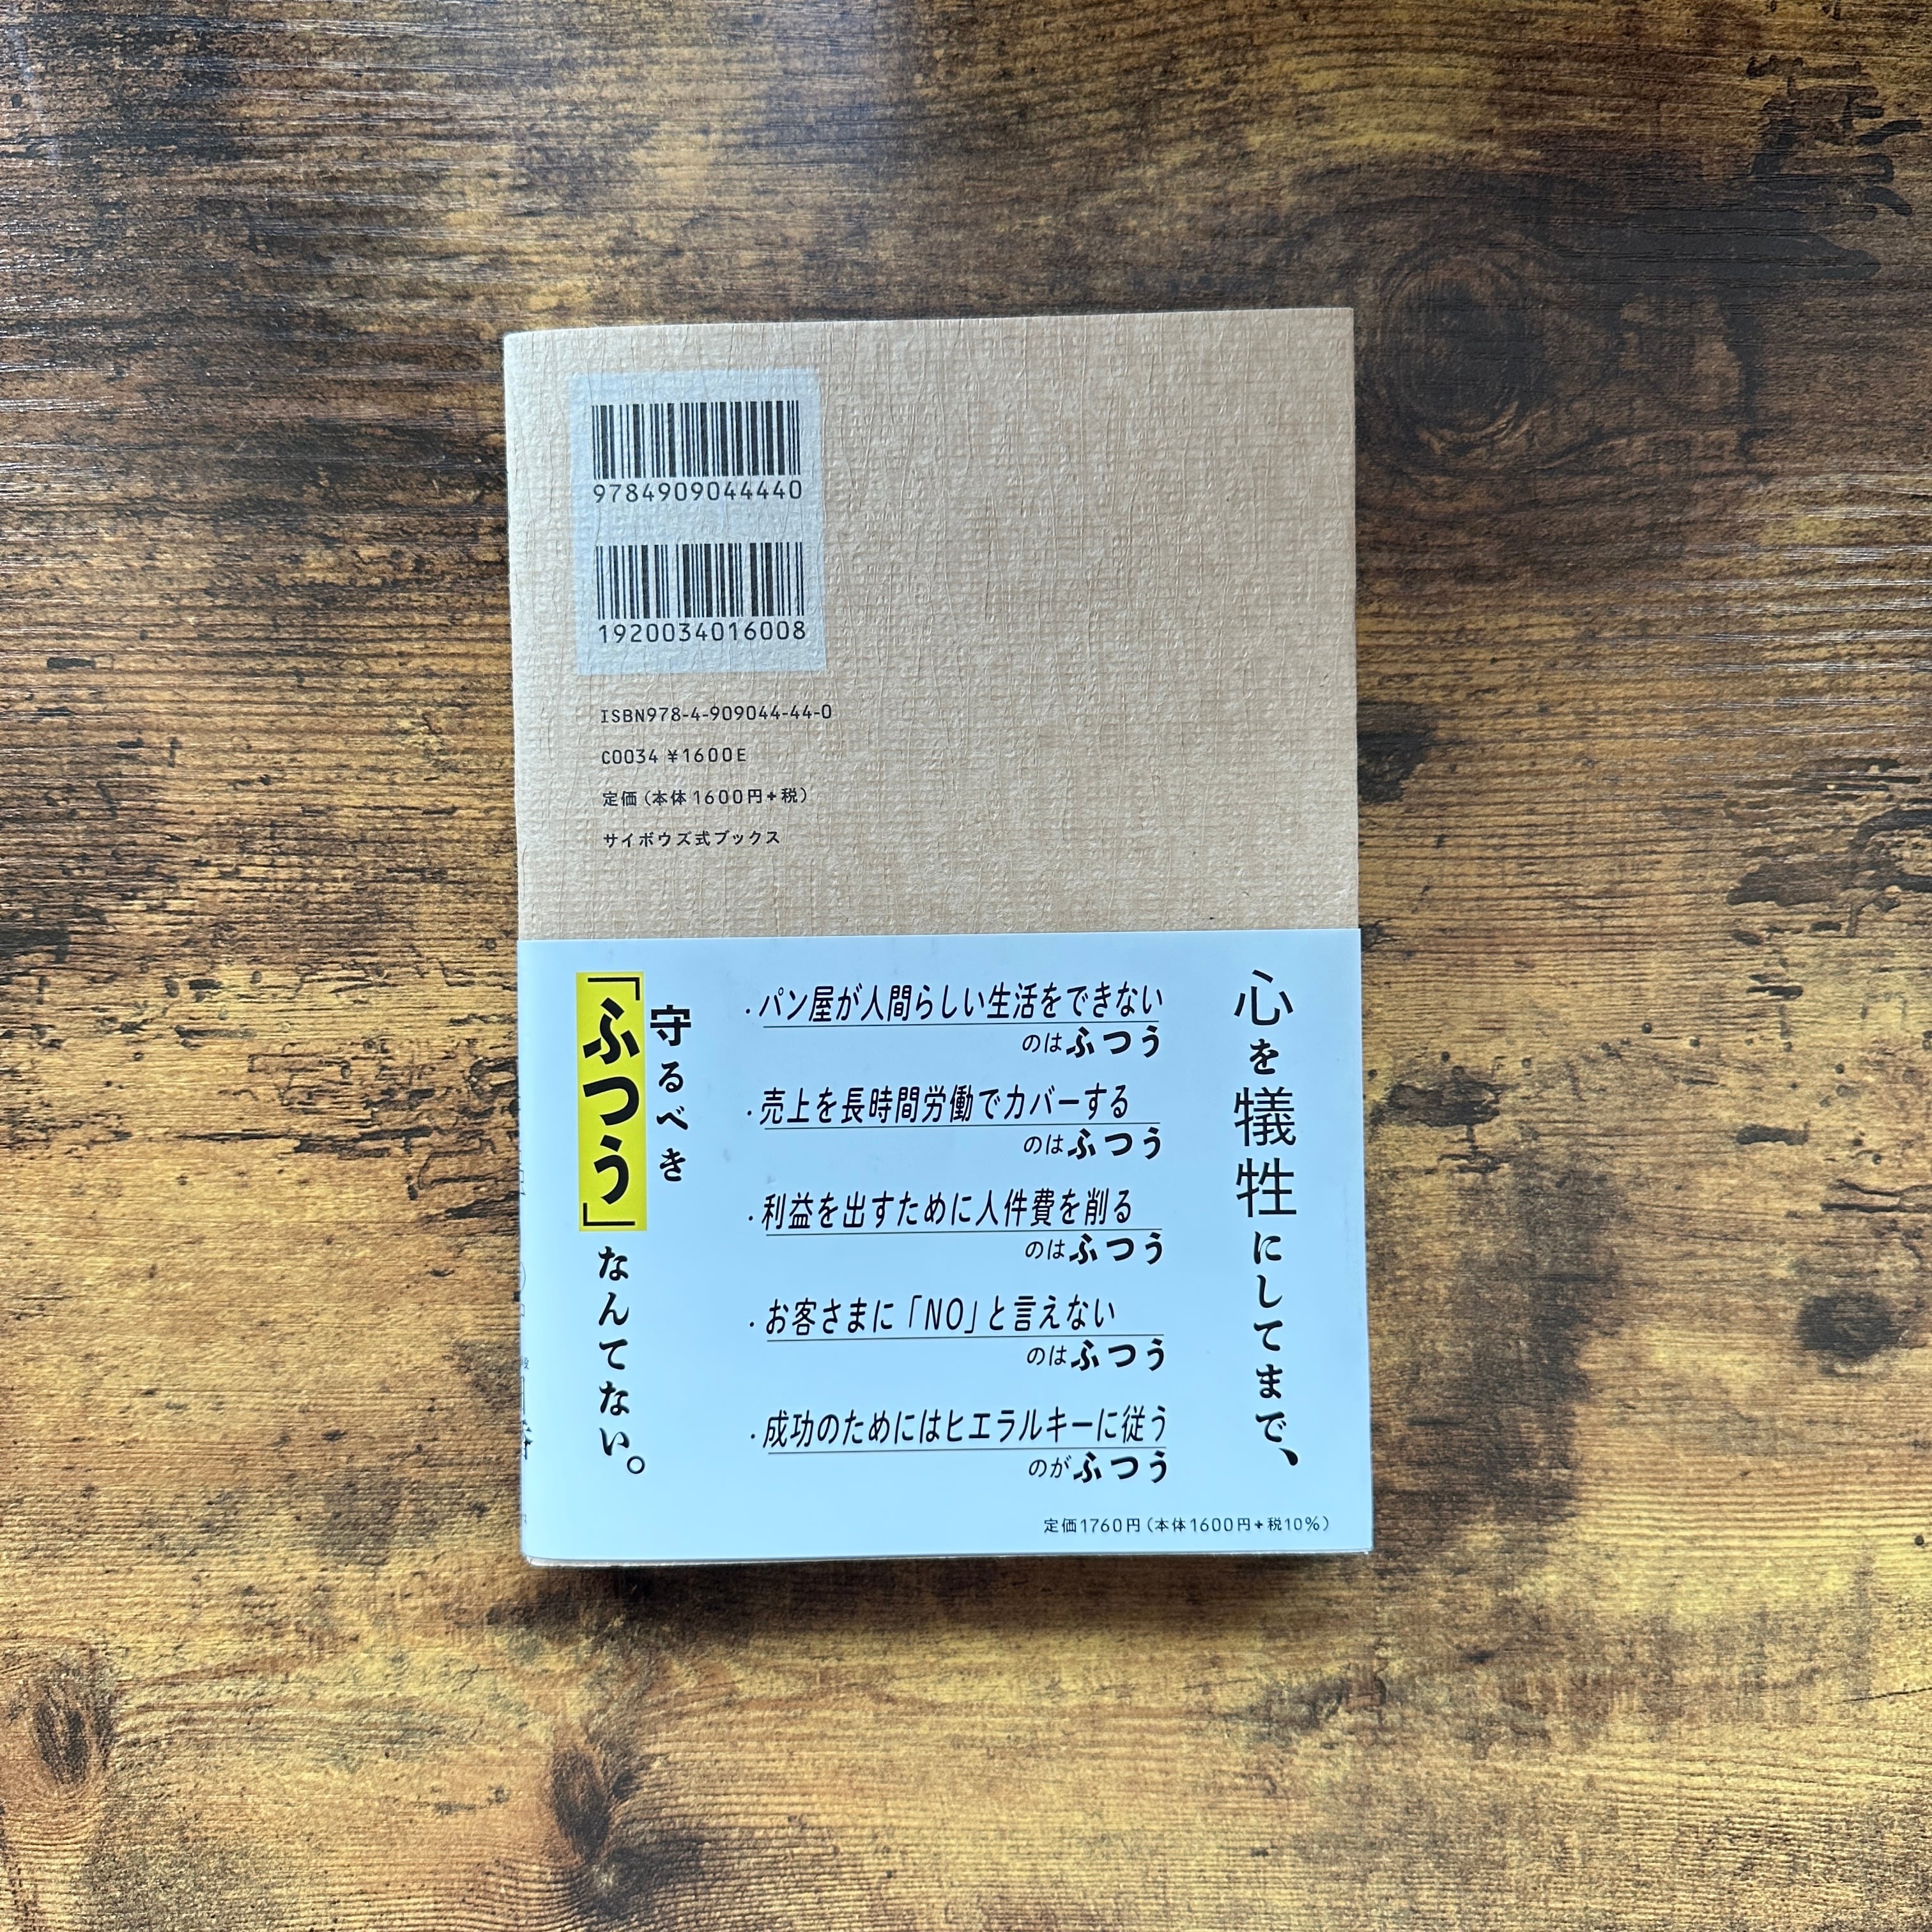 9784909044440
1920034016008
ISBN978-4-909044-44-0
C0034 ¥1600E
定価(本体1600円+税)
サイボウズ式ブックス
心を犠牲にしてまで、
・パン屋が人間らしい生活をできない
のはふつう
・売上を長時間労働でカバーする
のはふつう
・利益を出すために人件費を削る
のはふつう
・お客さまに「NO」と言えない
のはふつう
・成功のためにはヒエラルキーに従う
のがふつう
守るべき
「ふつう」なんてない。
定価1760円(本体1600円+税10%)